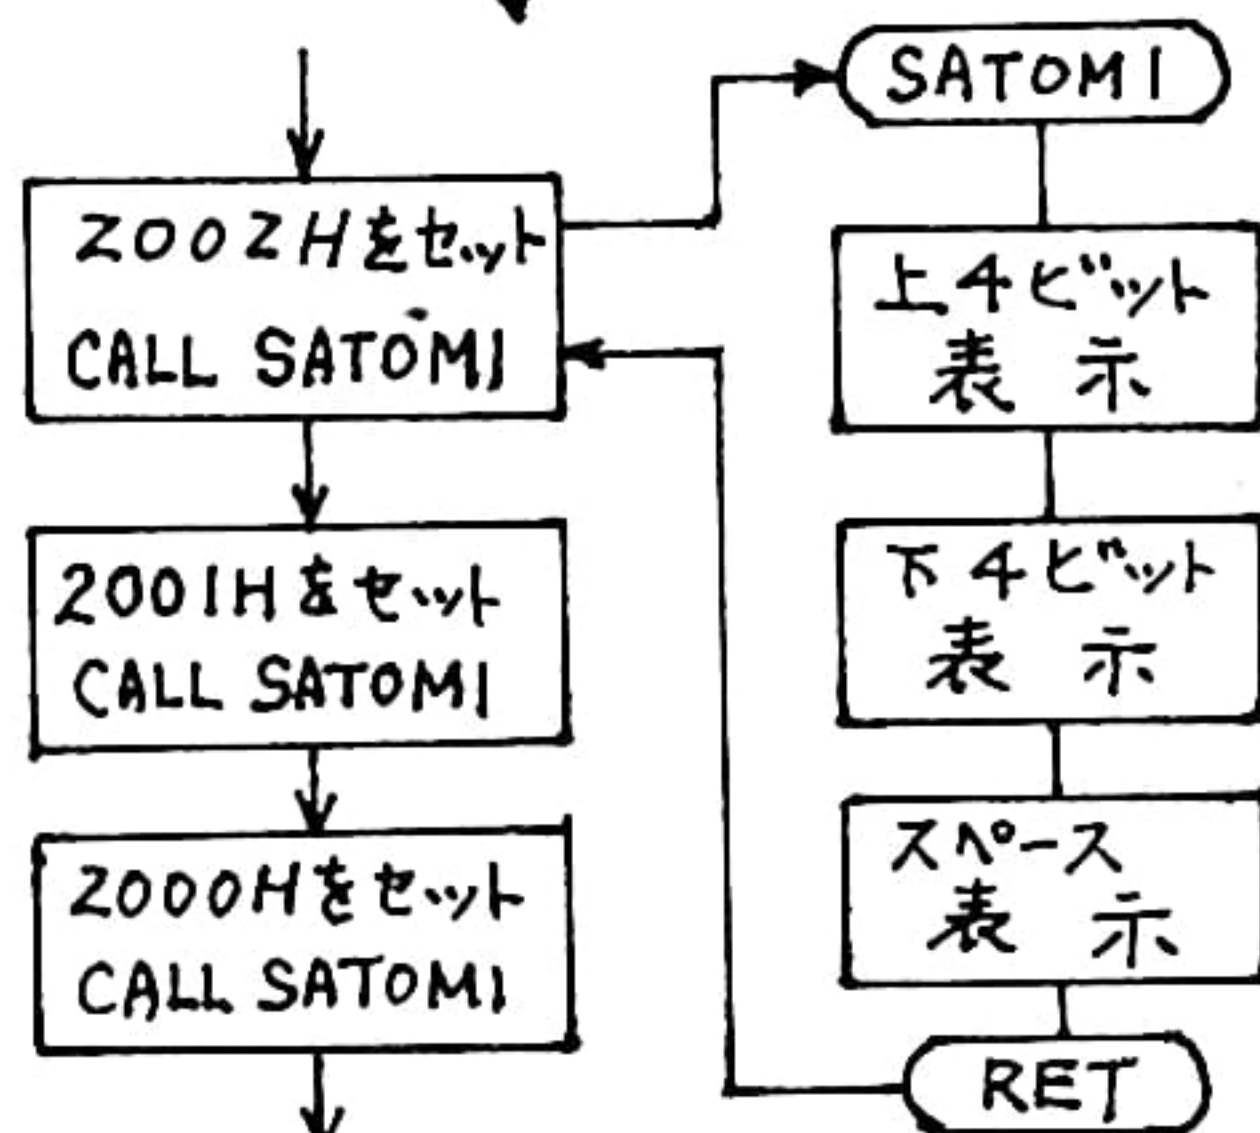 2002Hをセット
CALL SATOMI
2001Hをセット
CALL SATOMI
2000Hをセット
CALL SATOMI
SATOMI
上4ビット
表示
下4ビット
表示
スペース
表示
RET